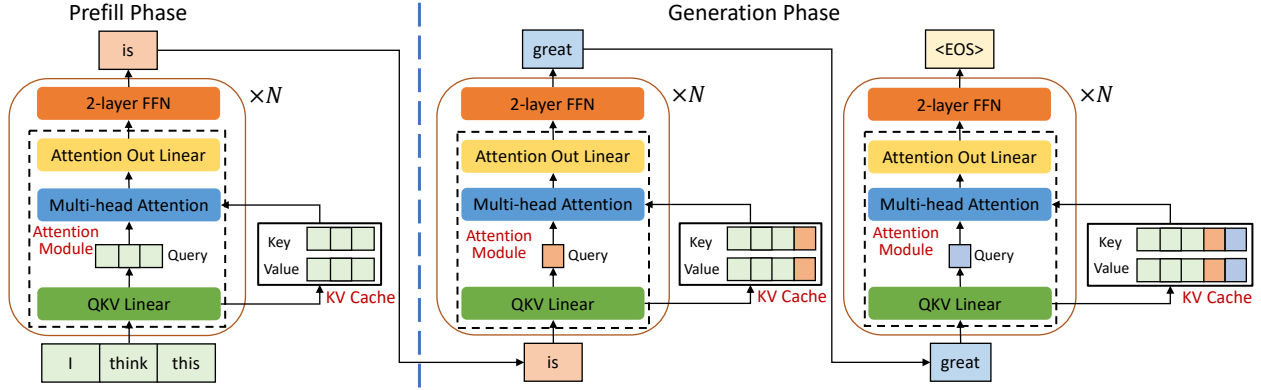 Prefill Phase
Generation Phase
is
×N
2-layer FFN
Attention Out Linear
Multi-head Attention
Attention
Module
Query
Key
Value
KV Cache
QKV Linear
I think this
great
×N
2-layer FFN
Attention Out Linear
Multi-head Attention
Attention
Module
Query
Key
Value
KV Cache
QKV Linear
is
<EOS>
×N
2-layer FFN
Attention Out Linear
Multi-head Attention
Attention
Module
Query
Key
Value
KV Cache
QKV Linear
great